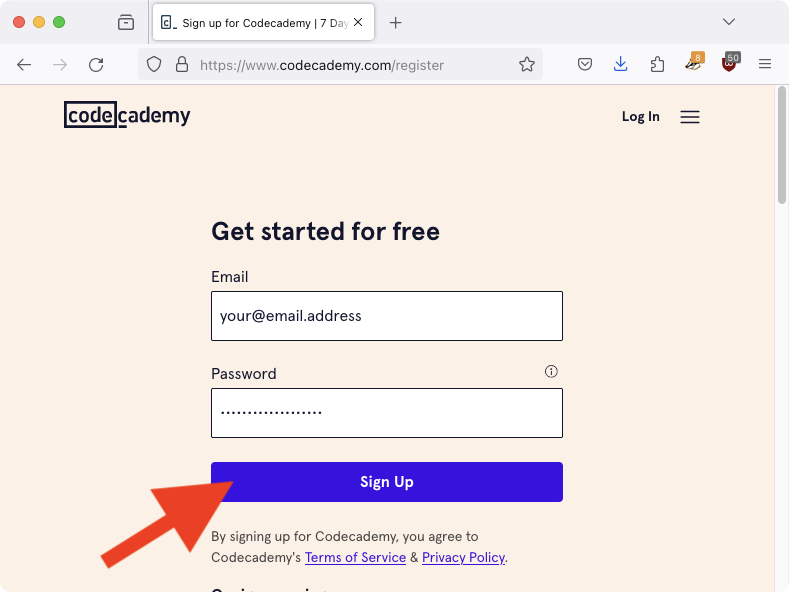 Sign up for Codecademy | 7 Day
https://www.codecademy.com/register
8
50
codecademy
Log In
Get started for free
Email
your@email.address
Password
Sign Up
By signing up for Codecademy, you agree to
Codecademy's Terms of Service & Privacy Policy.